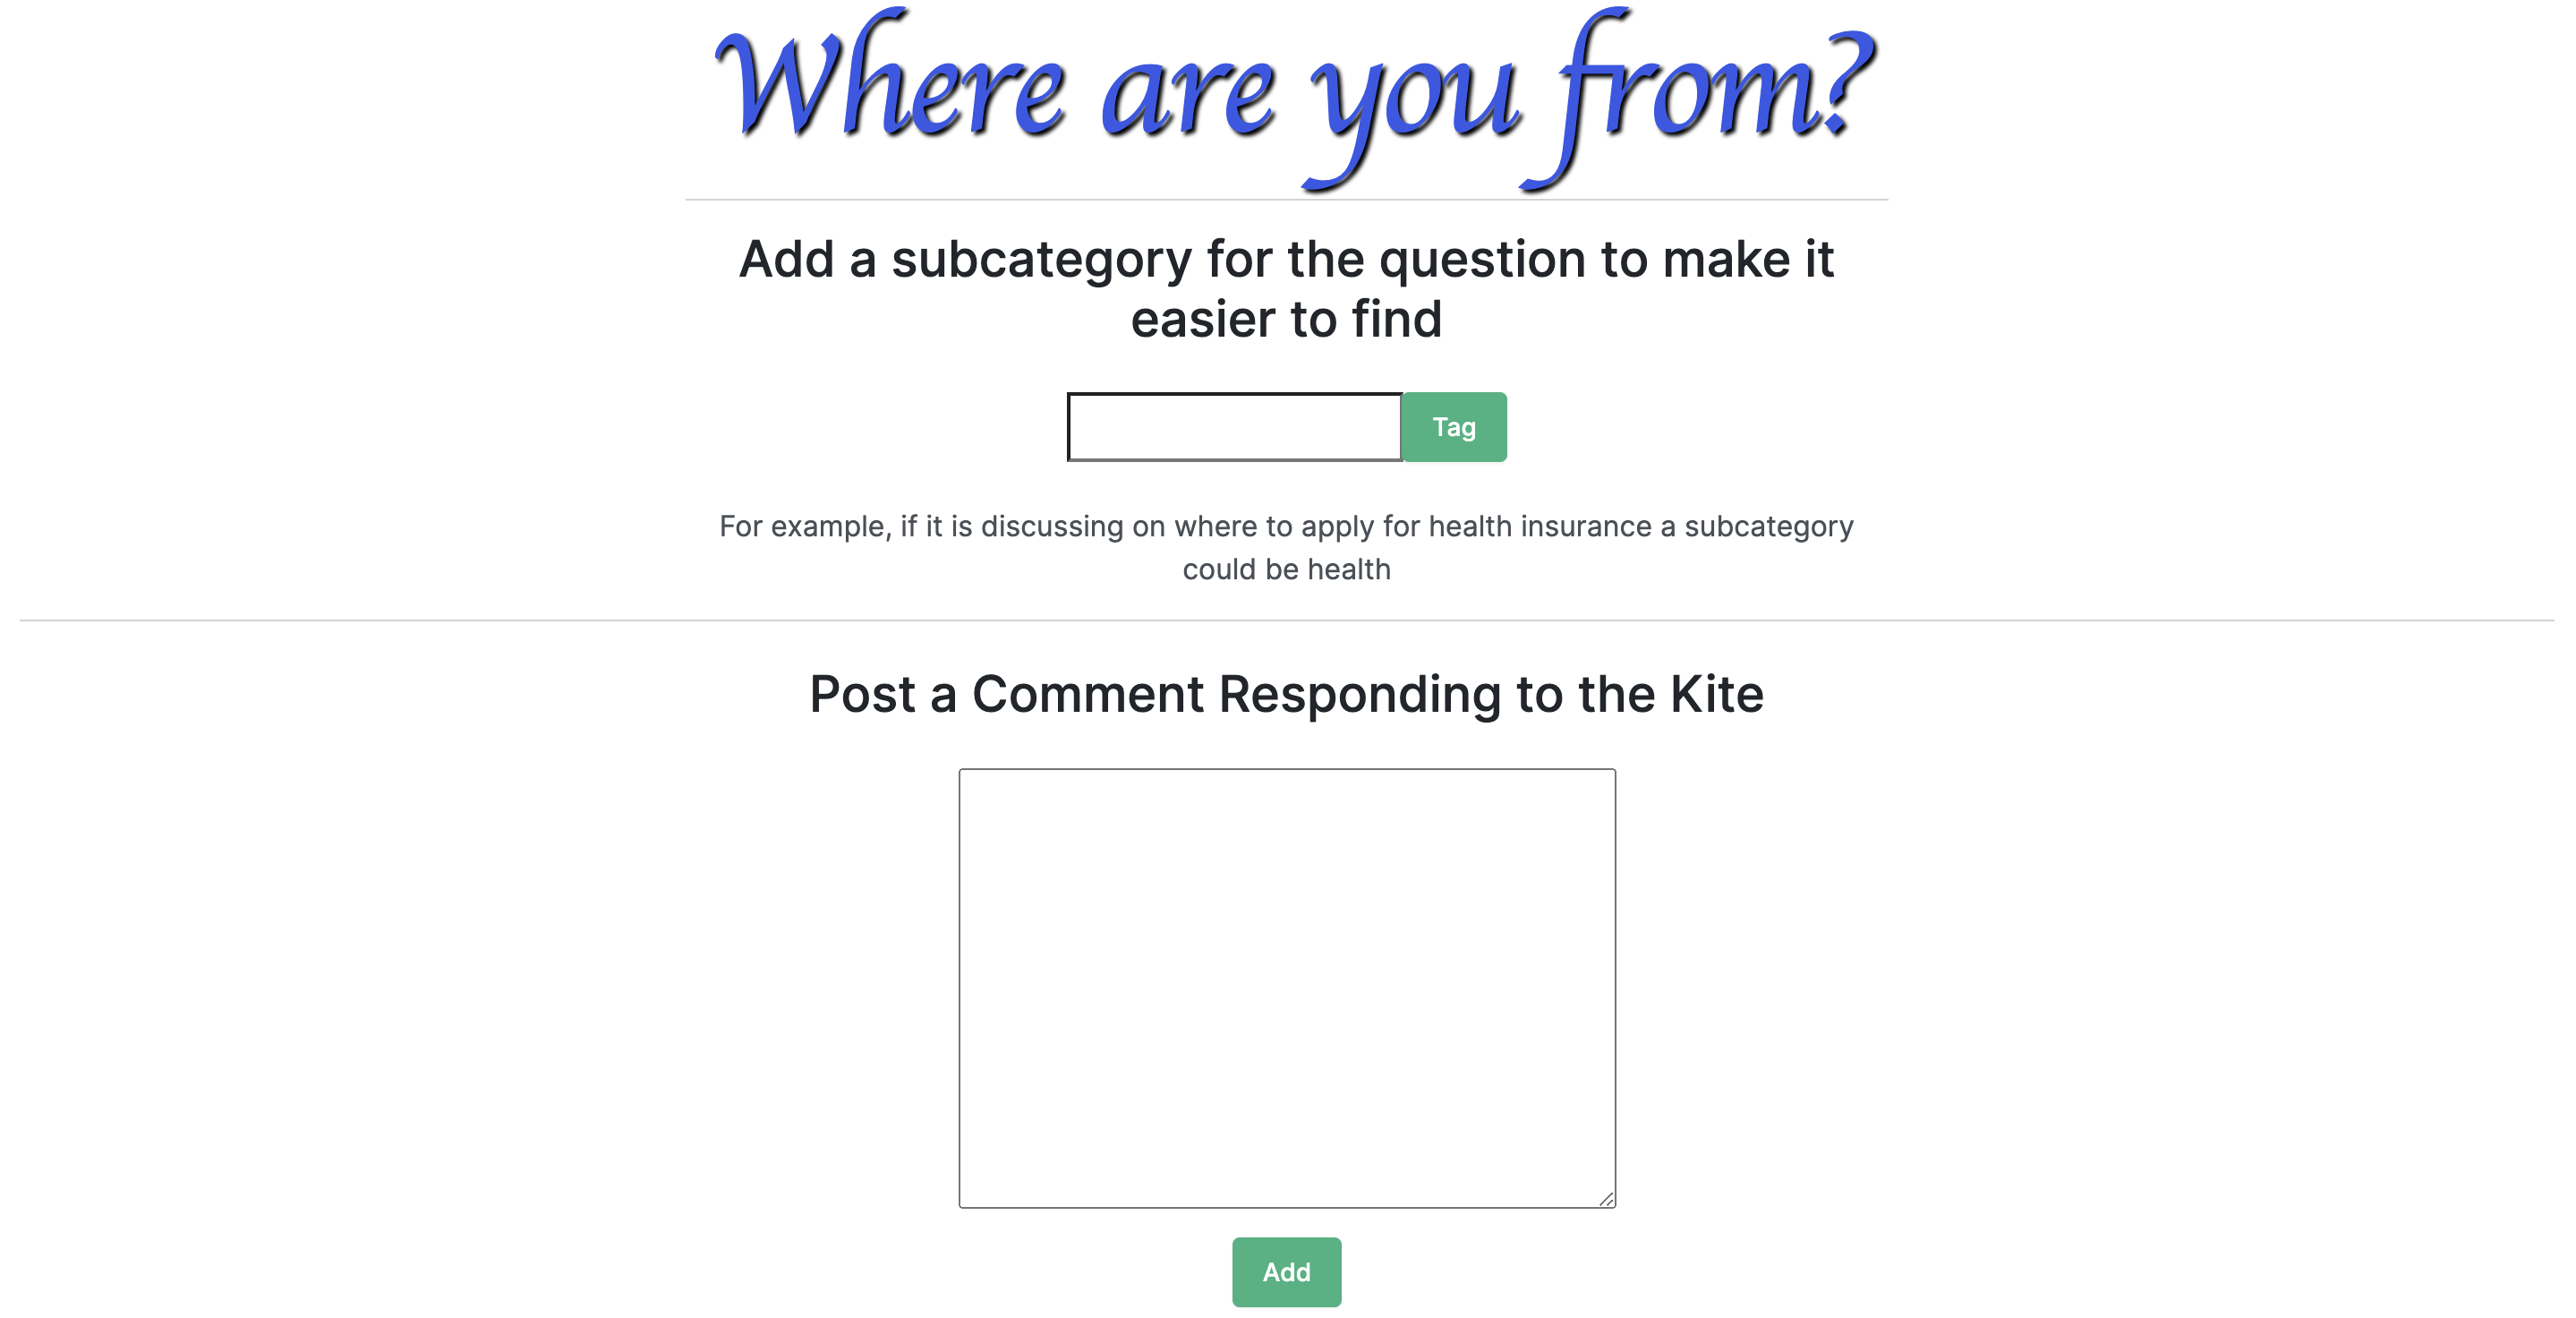 Where are you from?
Add a subcategory for the question to make it
easier to find
Tag
For example, if it is discussing on where to apply for health insurance a subcategory
could be health
Post a Comment Responding to the Kite
Add